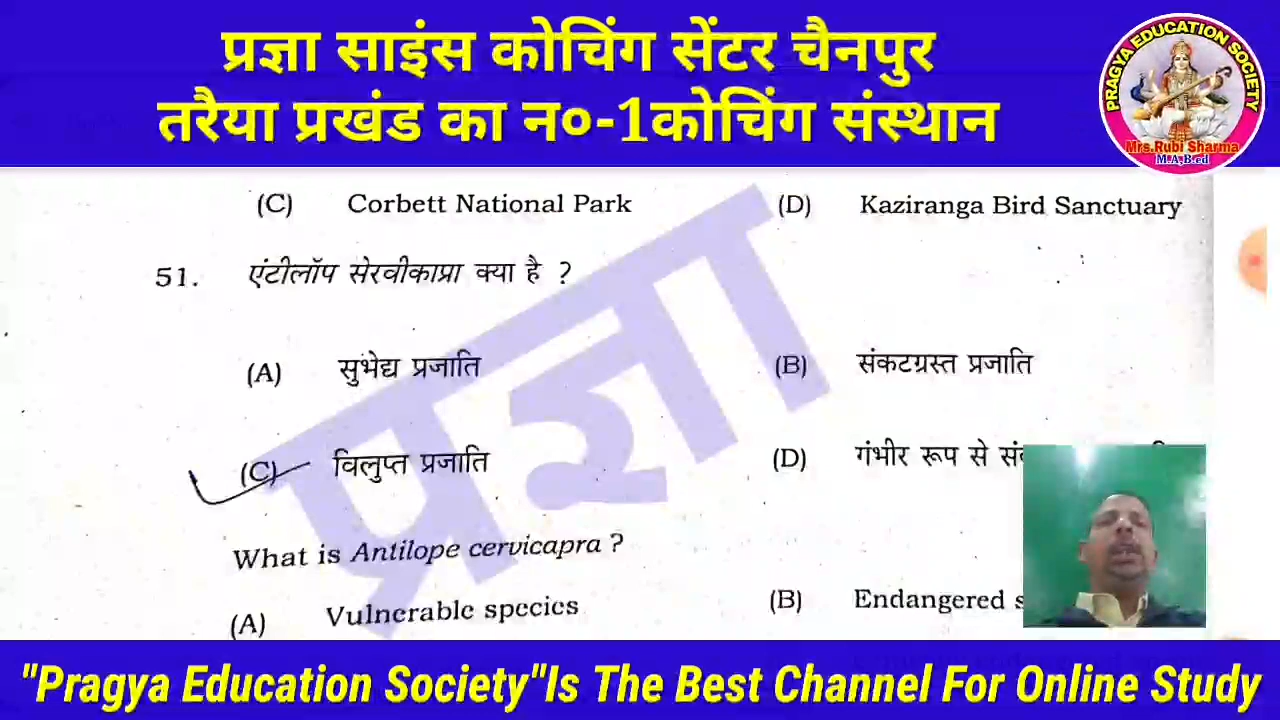 प्रज्ञा साइंस कोचिंग सेंटर चैनपुर
तरैया प्रखंड का न०-1कोचिंग संस्थान
PRAGYA EDUCATION SOCIETY
Mrs.Rubi Sharma
M.A,B.ed
(C) Corbett National Park (D) Kaziranga Bird Sanctuary
51. एंटीलॉप सेरवीकाप्रा क्या है ?
(A) सुभेद्य प्रजाति (B) संकटग्रस्त प्रजाति
(C) विलुप्त प्रजाति (D) गंभीर रूप से
प्रज्ञा
What is Antilope cervicapra ?
(A) Vulnerable species (B) Endangered
"Pragya Education Society"Is The Best Channel For Online Study